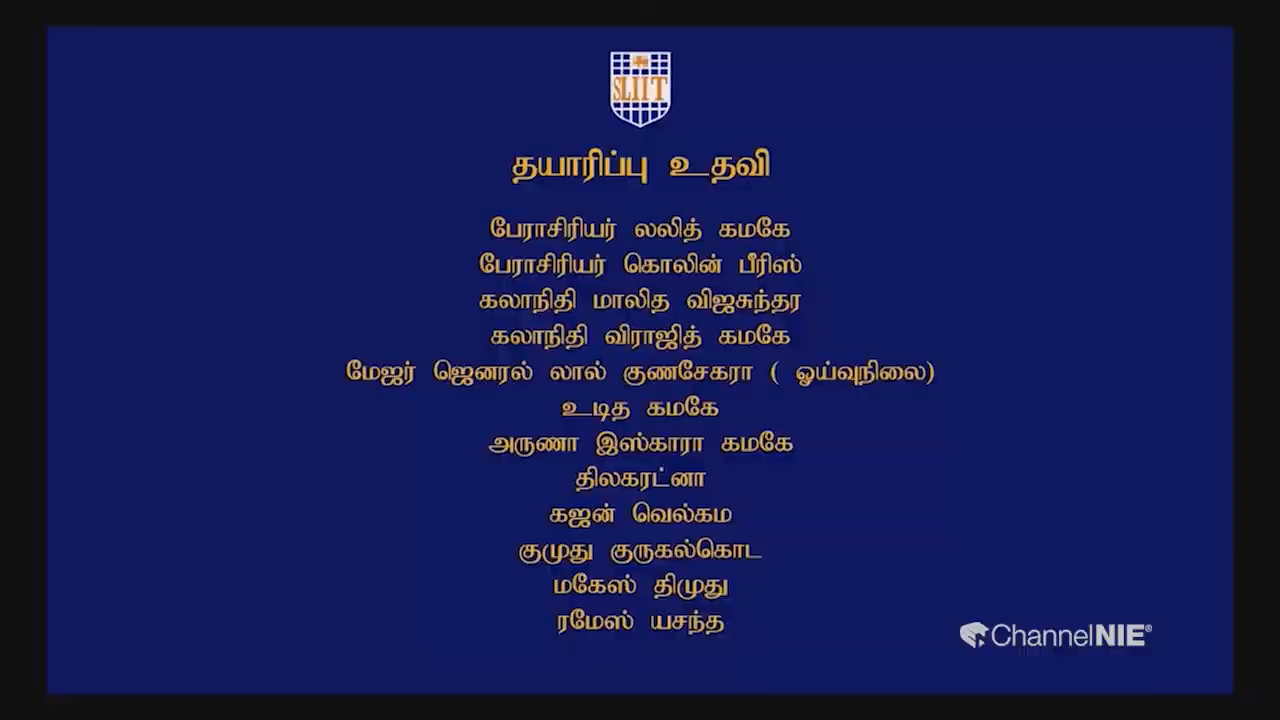 SLIIT
தயாரிப்பு உதவி
பேராசிரியர் லலித் கமகே
பேராசிரியர் கொலின் பீரிஸ்
கலாநிதி மாலித விஜசுந்தர
கலாநிதி விராஜித் கமகே
மேஜர் ஜெனரல் லால் குணசேகரா ( ஓய்வுநிலை)
உடித கமகே
அருணா இஸ்காரா கமகே
திலகரட்னா
கஜன் வெல்கம
குமுது குருகல்கொட
மகேஸ் திமுது
ரமேஸ் யசந்த
ChannelNIE®